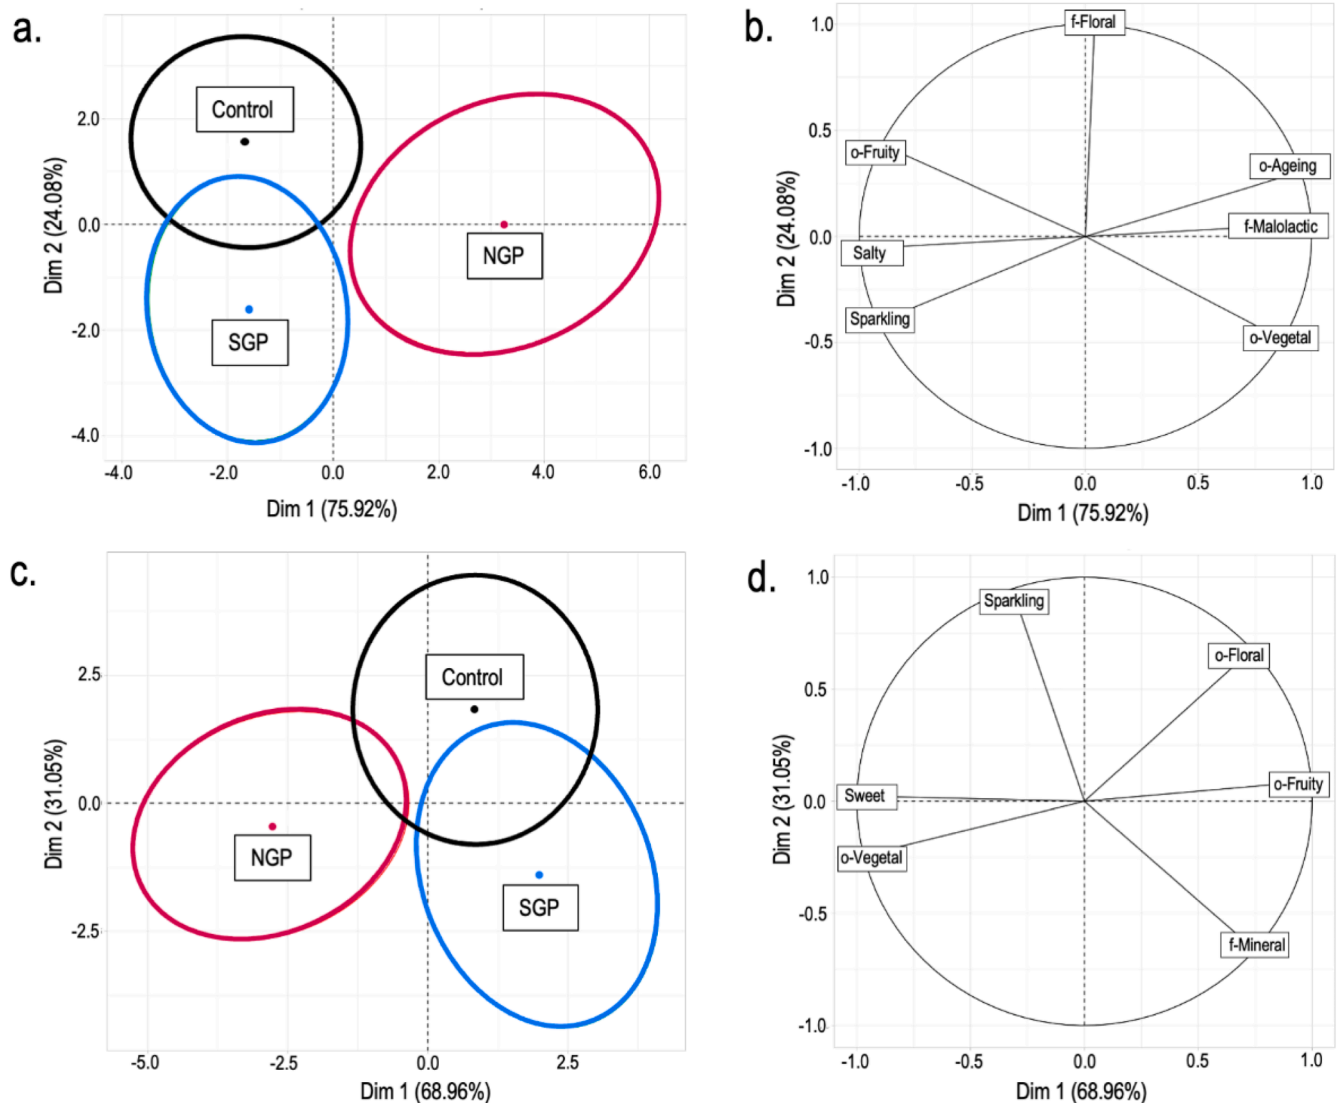 a.
Control
NGP
SGP
2.0
0.0
-2.0
-4.0
Dim 2 (24.08%)
-4.0 -2.0 0.0 2.0 4.0 6.0
Dim 1 (75.92%)
b.
f-Floral
o-Fruity
o-Ageing
f-Malolactic
Salty
Sparkling
o-Vegetal
1.0
0.5
0.0
-0.5
-1.0
Dim 2 (24.08%)
-1.0 -0.5 0.0 0.5 1.0
Dim 1 (75.92%)
c.
Control
NGP
SGP
2.5
0.0
-2.5
Dim 2 (31.05%)
-5.0 -2.5 0.0 2.5
Dim 1 (68.96%)
d.
Sparkling
o-Floral
o-Fruity
Sweet
o-Vegetal
f-Mineral
1.0
0.5
0.0
-0.5
-1.0
Dim 2 (31.05%)
-1.0 -0.5 0.0 0.5 1.0
Dim 1 (68.96%)